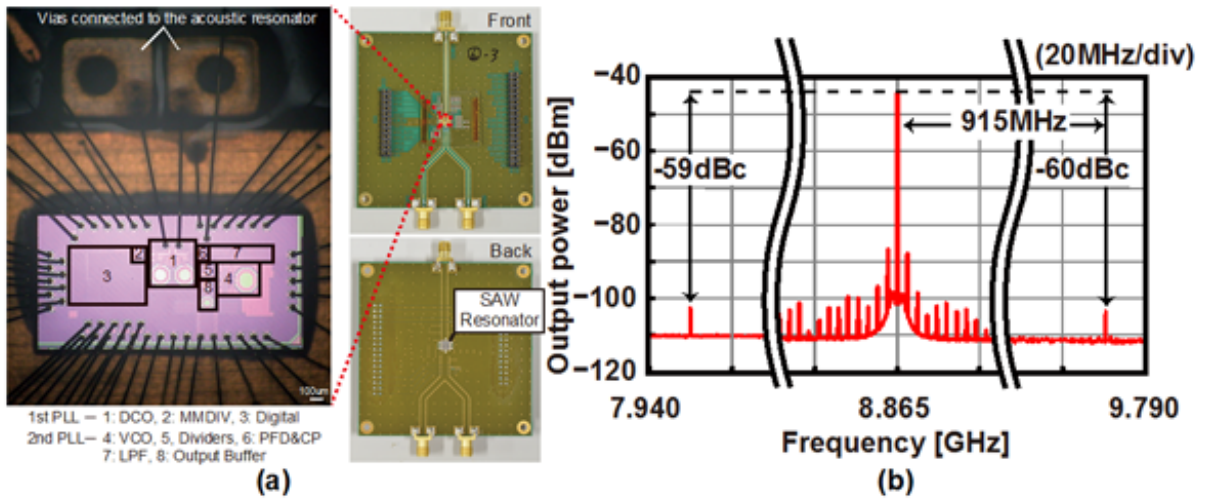 Vias connected to the acoustic resonator
Front
②-3
3
2
1
6
7
5
4
8
100um
Back
SAW
Resonator
1st PLL – 1: DCO, 2: MMDIV, 3: Digital
2nd PLL– 4: VCO, 5, Dividers, 6: PFD&CP
7: LPF, 8: Output Buffer
(a)
(20MHz/div)
Output power [dBm]
−40
−60
−80
−100
−120
915MHz
-59dBc
-60dBc
7.940
8.865
9.790
Frequency [GHz]
(b)